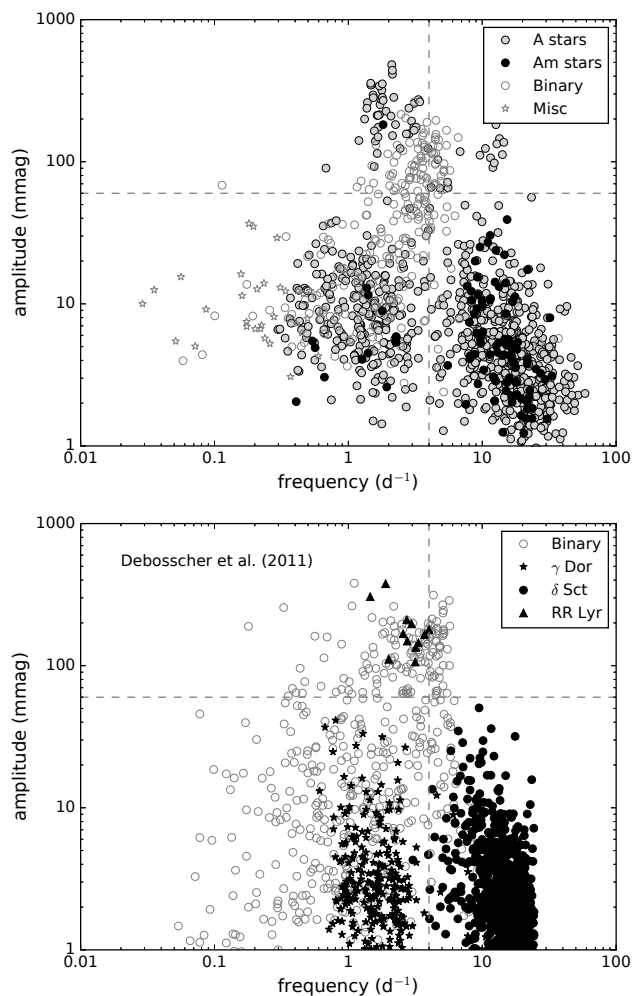 1000
100
10
1
amplitude (mmag)
A stars
Am stars
Binary
Misc
0.01 0.1 1 10 100
frequency (d⁻¹)
1000
100
10
1
amplitude (mmag)
Debosscher et al. (2011)
Binary
γ Dor
δ Sct
RR Lyr
0.01 0.1 1 10 100
frequency (d⁻¹)